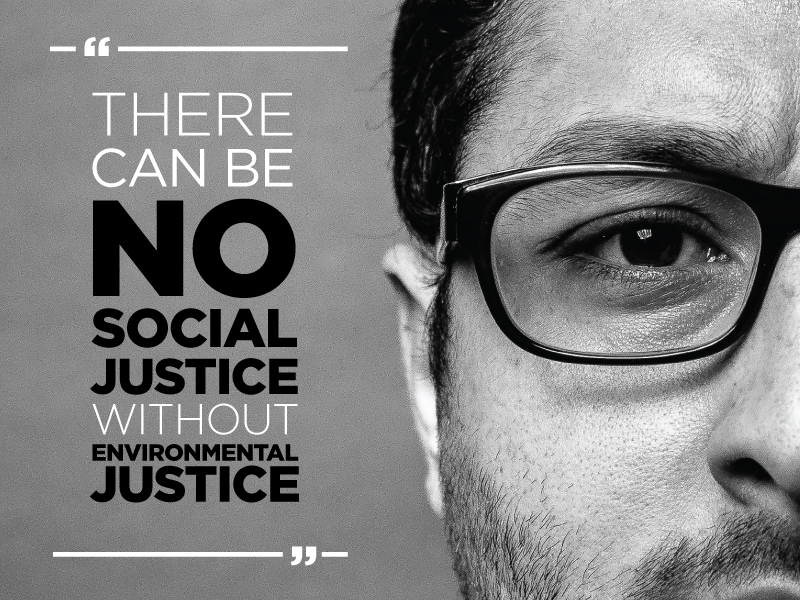 “
THERE
CAN BE
NO
SOCIAL
JUSTICE
WITHOUT
ENVIRONMENTAL
JUSTICE
”